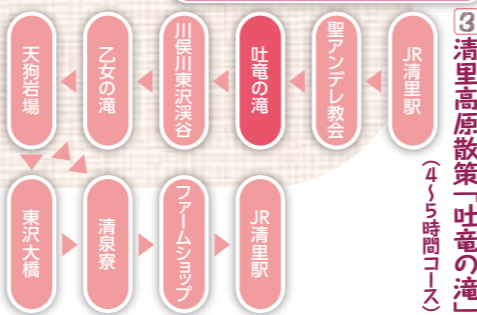 3 清里高原散策「吐竜の滝」
(4～5時間コース)
JR清里駅
聖アンデレ教会
吐竜の滝
川俣川東沢渓谷
乙女の滝
天狗岩場
東沢大橋
清泉寮
ファームショップ
JR清里駅